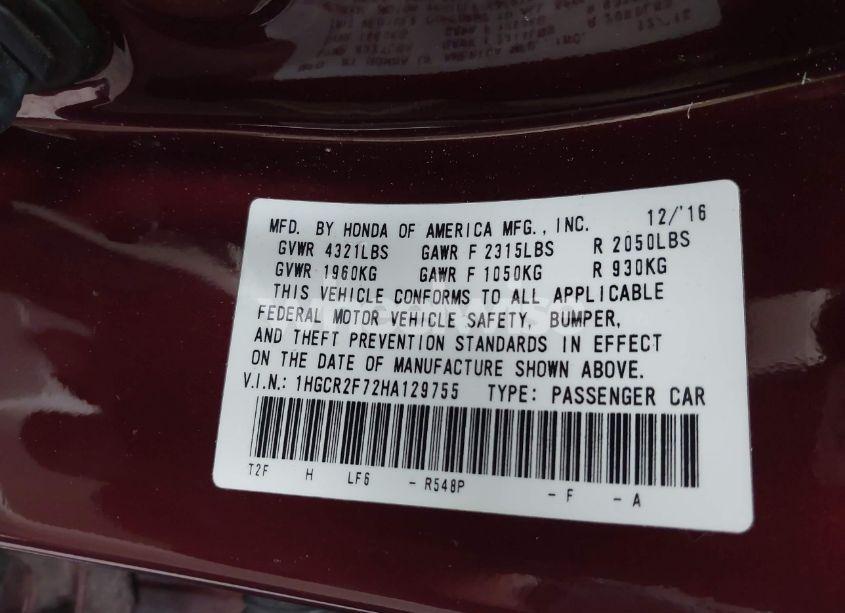 MFD. BY HONDA OF AMERICA MFG., INC. 12/'16
GVWR 4321LBS GAWR F 2315LBS R 2050LBS
GVWR 1960KG GAWR F 1050KG R 930KG
THIS VEHICLE CONFORMS TO ALL APPLICABLE
FEDERAL MOTOR VEHICLE SAFETY, BUMPER,
AND THEFT PREVENTION STANDARDS IN EFFECT
ON THE DATE OF MANUFACTURE SHOWN ABOVE.
V.I.N.: 1HGCR2F72HA129755 TYPE: PASSENGER CAR
T2F H LF6 - R548P - F - A